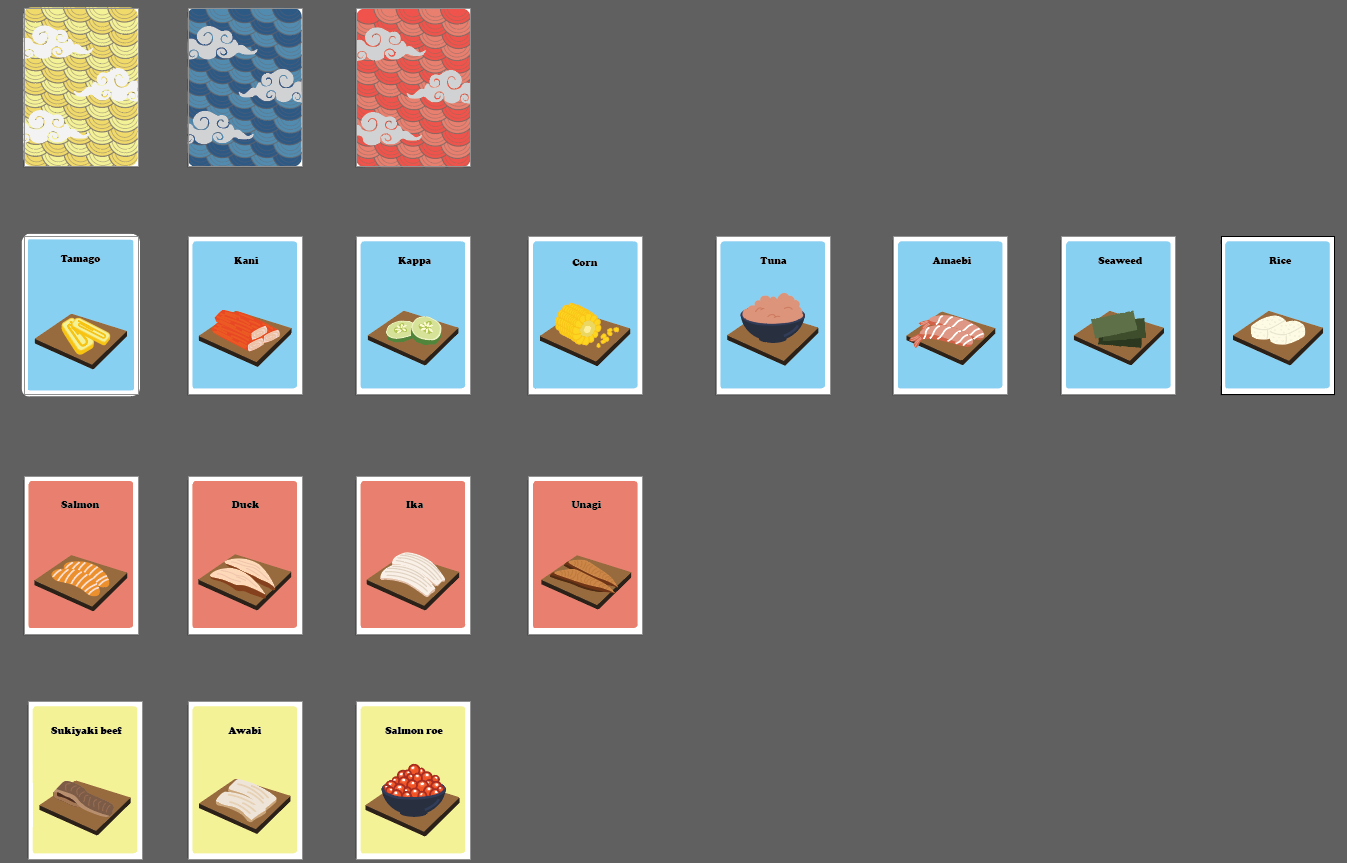 Tamago
Kani
Kappa
Corn
Tuna
Amaebi
Seaweed
Rice
Salmon
Duck
Ika
Unagi
Sukiyaki beef
Awabi
Salmon roe